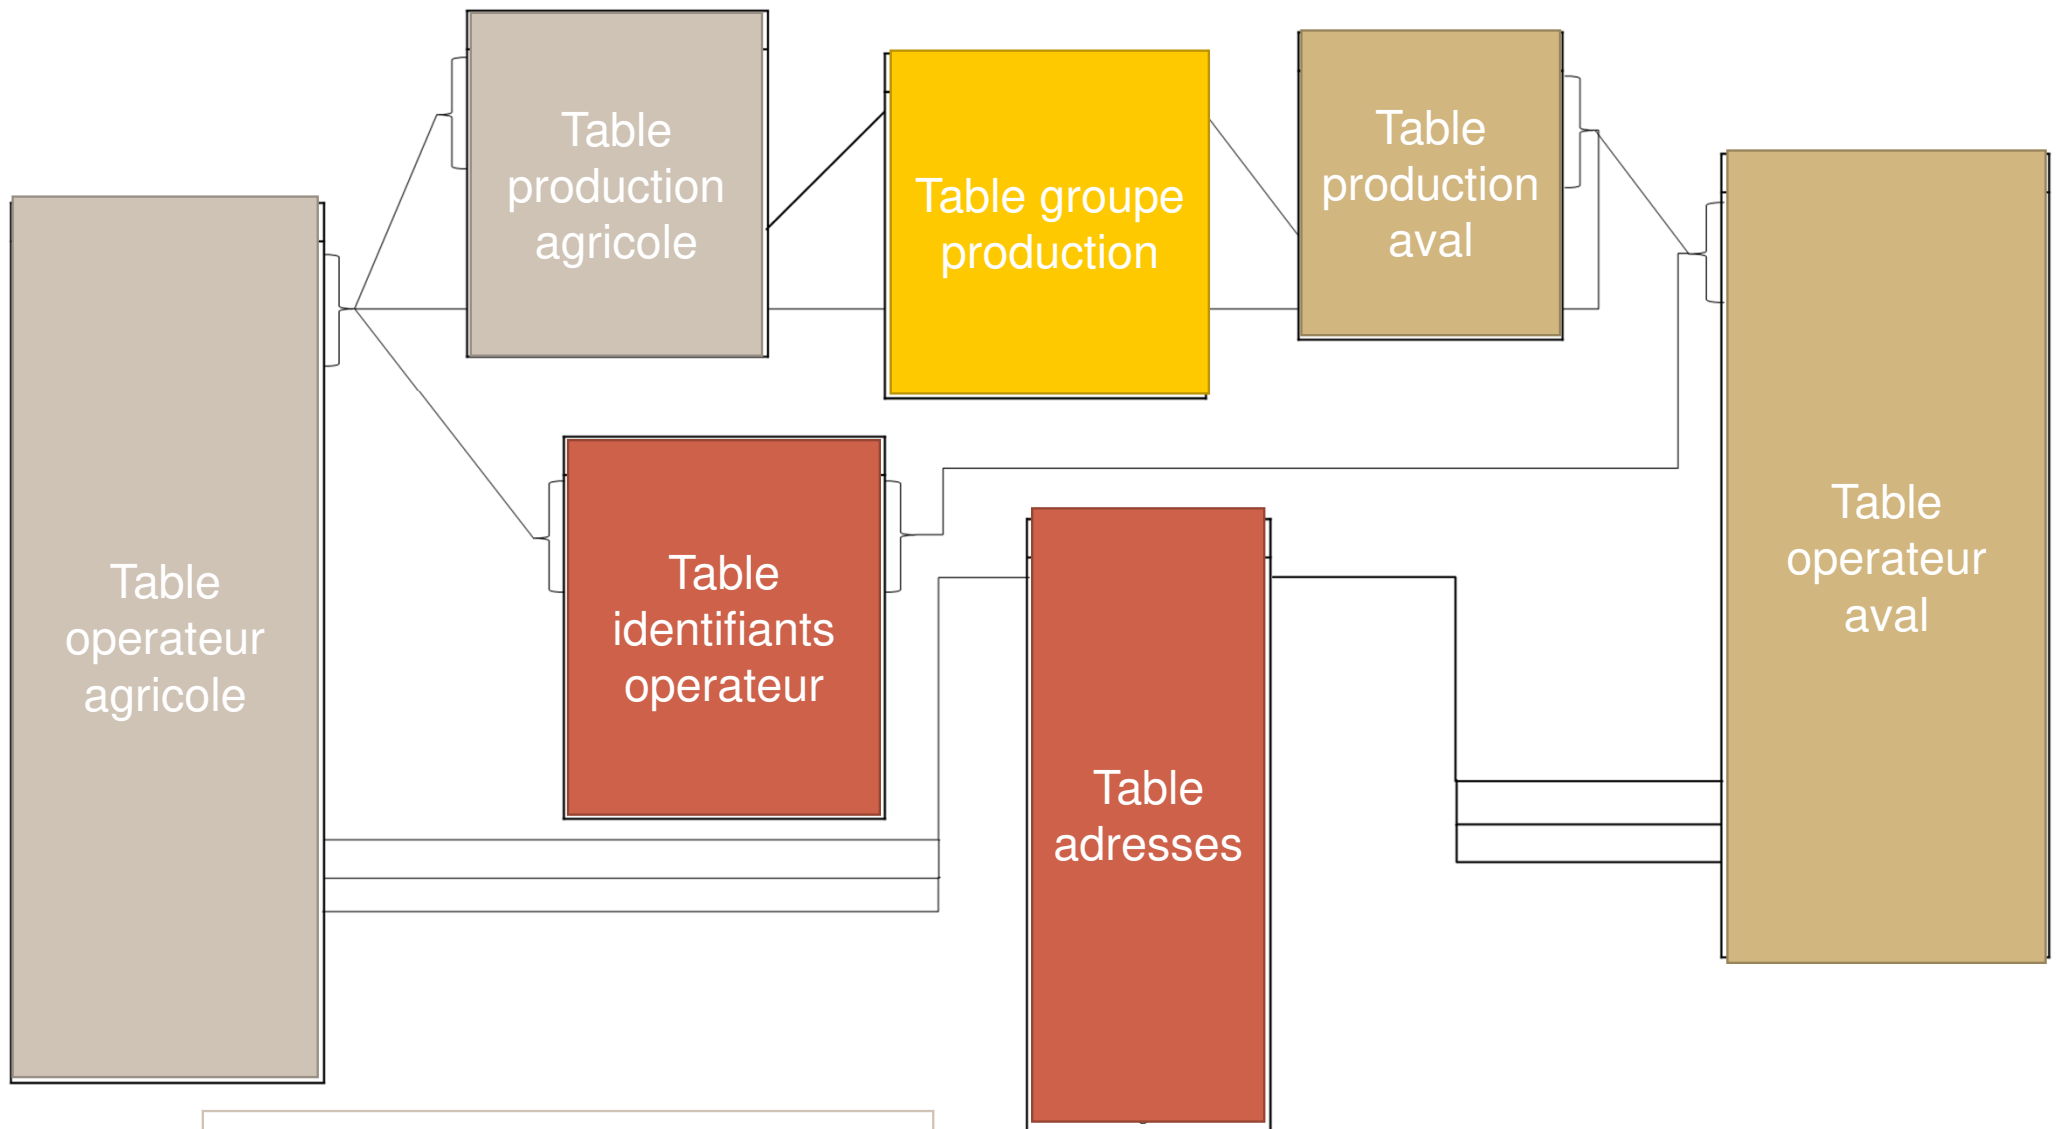 Table
production
agricole
Table groupe
production
Table
production
aval
Table
operateur
agricole
Table
identifiants
operateur
Table
adresses
Table
operateur
aval